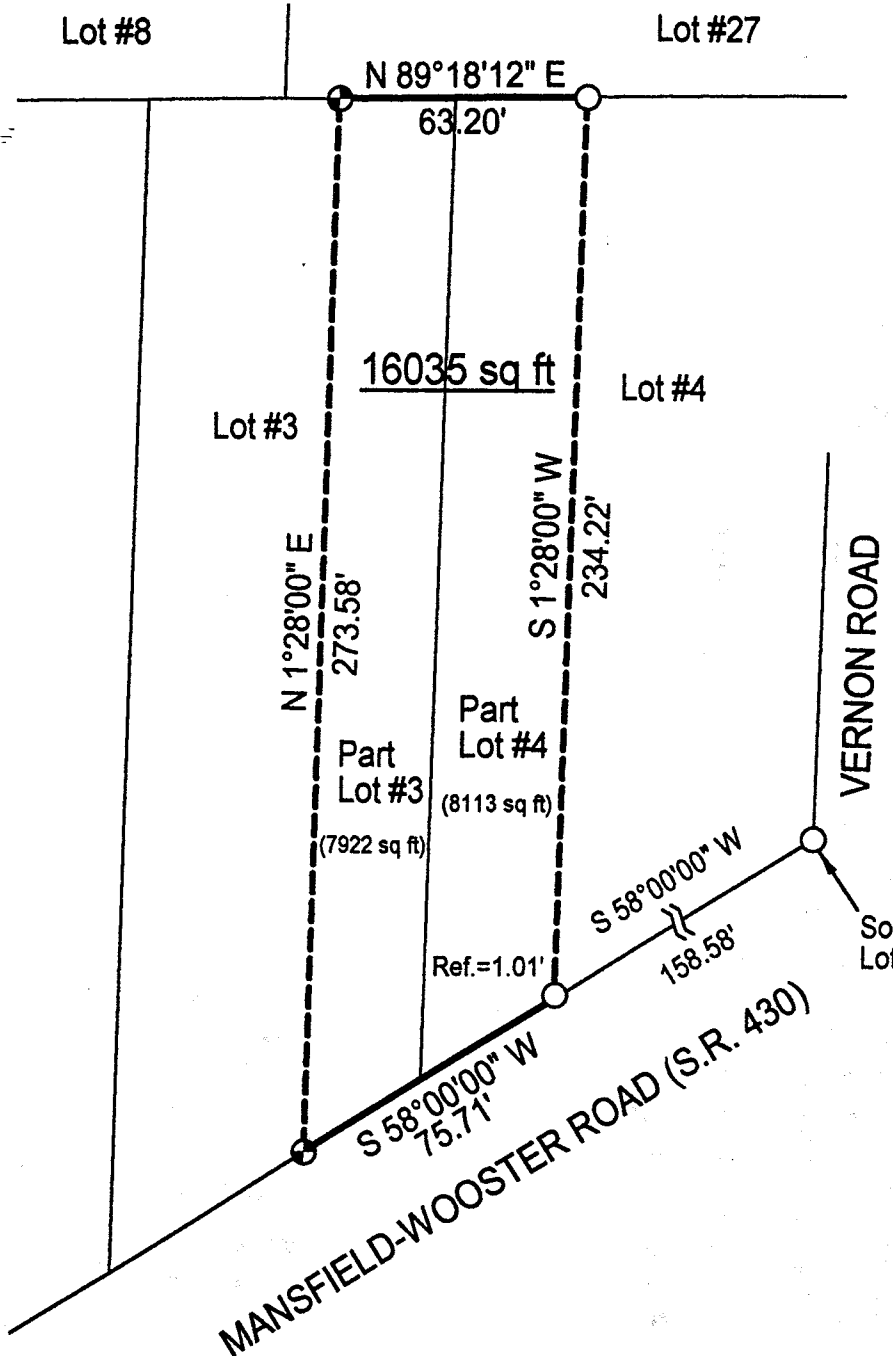 Lot #8
Lot #27
N 89°18'12" E
63.20'
16035 sq ft
Lot #3
Lot #4
N 1°28'00" E
273.58'
S 1°28'00" W
234.22'
Part
Lot #3
(7922 sq ft)
Part
Lot #4
(8113 sq ft)
VERNON ROAD
S 58°00'00" W
158.58'
So
Lot
Ref.=1.01'
S 58°00'00" W
75.71'
MANSFIELD-WOOSTER ROAD (S.R. 430)